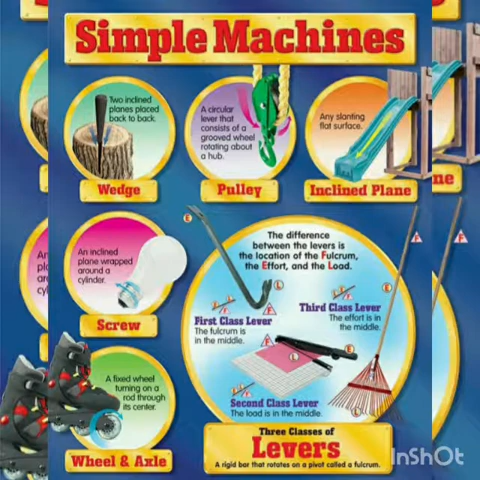 Simple Machines
Two inclined
planes placed
back to back.
Wedge
A circular
lever that
consists of a
grooved wheel
rotating about
a hub.
Pulley
Any slanting
flat surface.
Inclined Plane
ne
An inclined
plane wrapped
around a
cylinder.
Screw
The difference
between the levers is
the location of the Fulcrum,
the Effort, and the Load.
E
L
F
First Class Lever
The fulcrum is
in the middle.
Third Class Lever
The effort is in
the middle.
E
L
F
Second Class Lever
The load is in the middle.
A fixed wheel
turning on a
rod through
its center.
Wheel & Axle
Three Classes of
Levers
A rigid bar that rotates on a pivot called a fulcrum.
InShOt